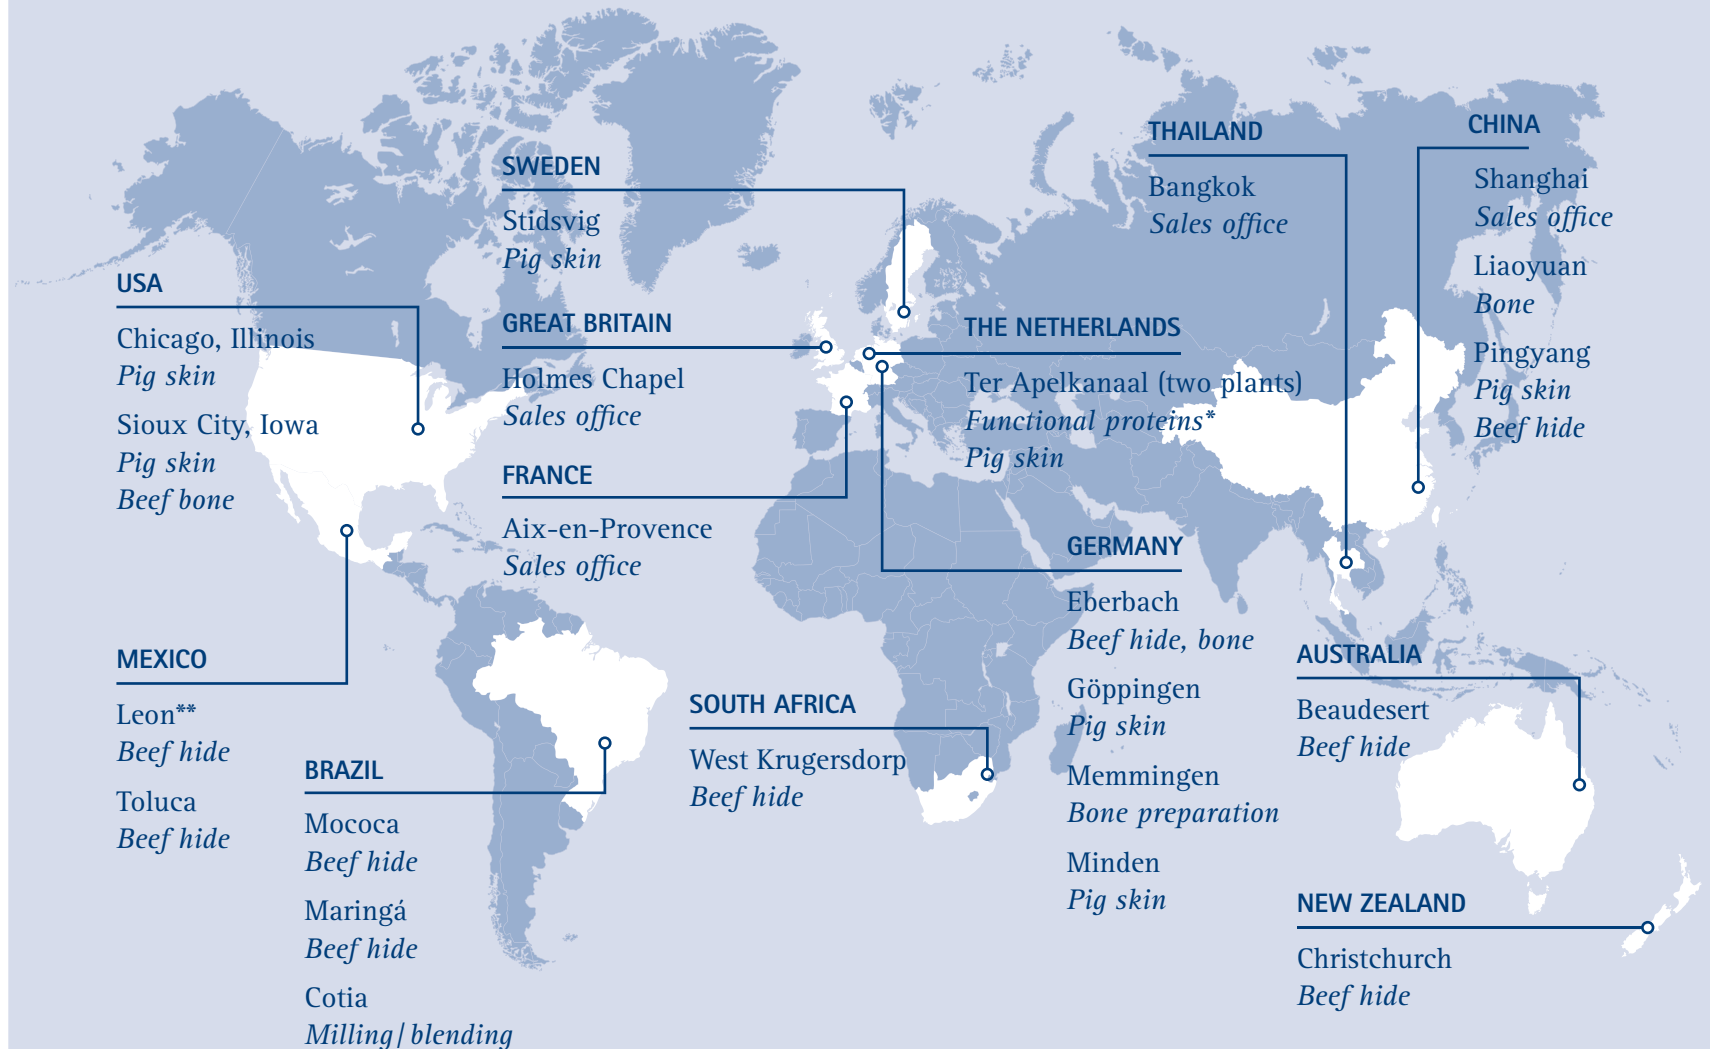 SWEDEN
Stidsvig
Pig skin
THAILAND
Bangkok
Sales office
CHINA
Shanghai
Sales office
Liaoyuan
Bone
Pingyang
Pig skin
Beef hide
USA
Chicago, Illinois
Pig skin
Sioux City, Iowa
Pig skin
Beef bone
GREAT BRITAIN
Holmes Chapel
Sales office
THE NETHERLANDS
Ter Apelkanaal (two plants)
Functional proteins*
Pig skin
FRANCE
Aix-en-Provence
Sales office
GERMANY
Eberbach
Beef hide, bone
Göppingen
Pig skin
Memmingen
Bone preparation
Minden
Pig skin
MEXICO
Leon**
Beef hide
Toluca
Beef hide
BRAZIL
Mococa
Beef hide
Maringá
Beef hide
Cotia
Milling/blending
SOUTH AFRICA
West Krugersdorp
Beef hide
AUSTRALIA
Beaudesert
Beef hide
NEW ZEALAND
Christchurch
Beef hide